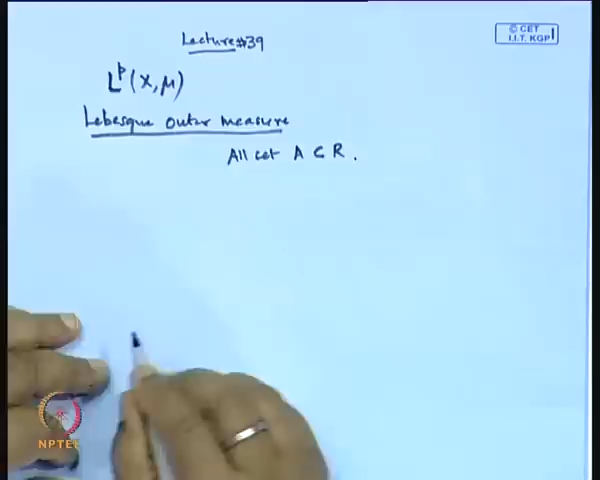 Lecture #39
© CET
I.I.T. KGP
L^p (X, μ)
Lebesgue outer measure
All set A ⊂ R.
NPTEL